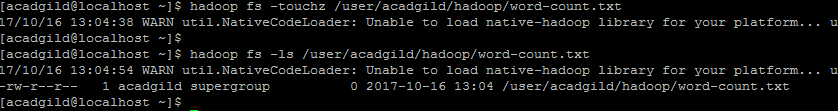 [acadgild@localhost ~]$ hadoop fs -touchz /user/acadgild/hadoop/word-count.txt
17/10/16 13:04:38 WARN util.NativeCodeLoader: Unable to load native-hadoop library for your platform... u
[acadgild@localhost ~]$
[acadgild@localhost ~]$ hadoop fs -ls /user/acadgild/hadoop/word-count.txt
17/10/16 13:04:54 WARN util.NativeCodeLoader: Unable to load native-hadoop library for your platform... u
-rw-r--r-- 1 acadgild supergroup 0 2017-10-16 13:04 /user/acadgild/hadoop/word-count.txt
[acadgild@localhost ~]$